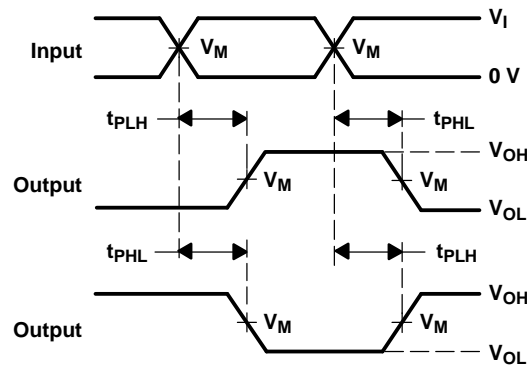 V_I
Input V_M V_M
0 V
t_PLH t_PHL
V_OH
Output V_M V_M
V_OL
t_PHL t_PLH
V_OH
Output V_M V_M
V_OL